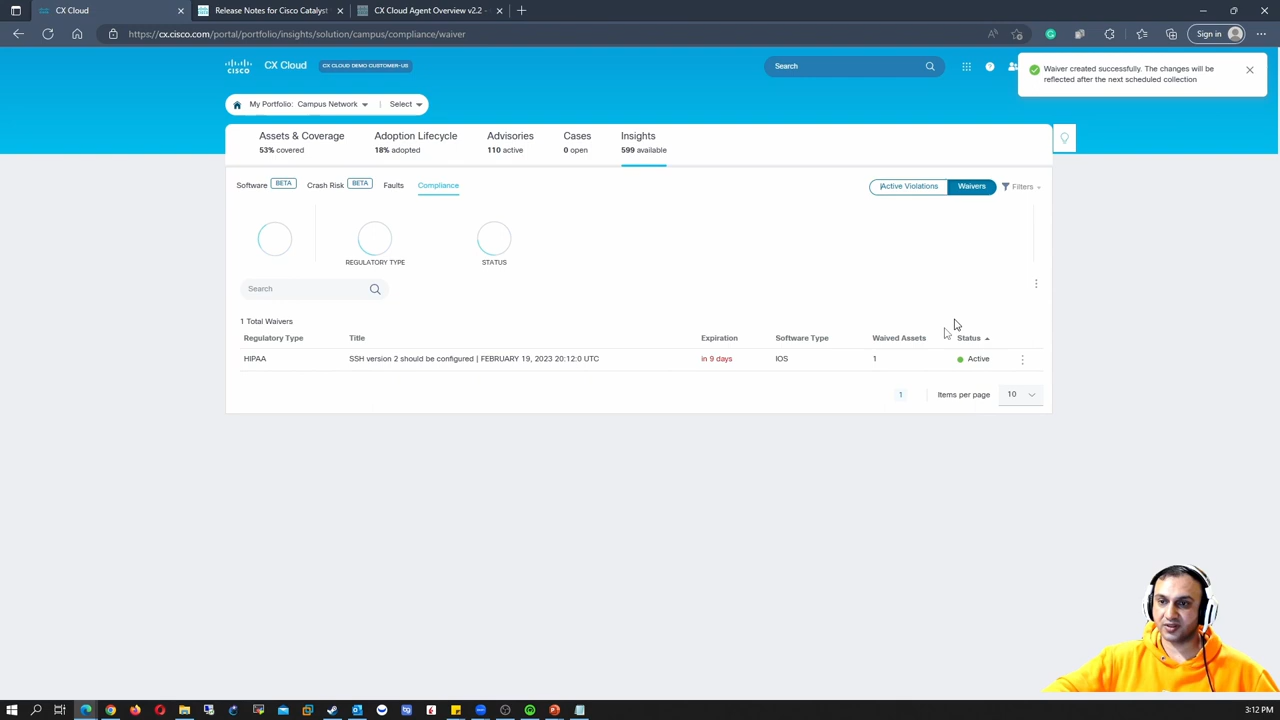 CX Cloud
Release Notes for Cisco Catalyst
CX Cloud Agent Overview v2.2 -
https://cx.cisco.com/portal/portfolio/insights/solution/campus/compliance/waiver
Sign in
CISCO
CX Cloud
CX CLOUD DEMO CUSTOMER-US
Search
Waiver created successfully. The changes will be
reflected after the next scheduled collection
My Portfolio: Campus Network
Select
Assets & Coverage
53% covered
Adoption Lifecycle
18% adopted
Advisories
110 active
Cases
0 open
Insights
599 available
Software BETA
Crash Risk BETA
Faults
Compliance
Active Violations
Waivers
Filters
REGULATORY TYPE
STATUS
Search
1 Total Waivers
Regulatory Type Title Expiration Software Type Waived Assets Status
HIPAA SSH version 2 should be configured | FEBRUARY 19, 2023 20:12:0 UTC in 9 days IOS 1 Active
1 Items per page 10
3:12 PM